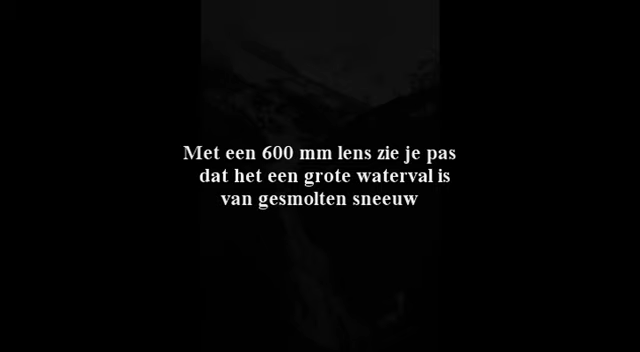 Met een 600 mm lens zie je pas
dat het een grote waterval is
van gesmolten sneeuw